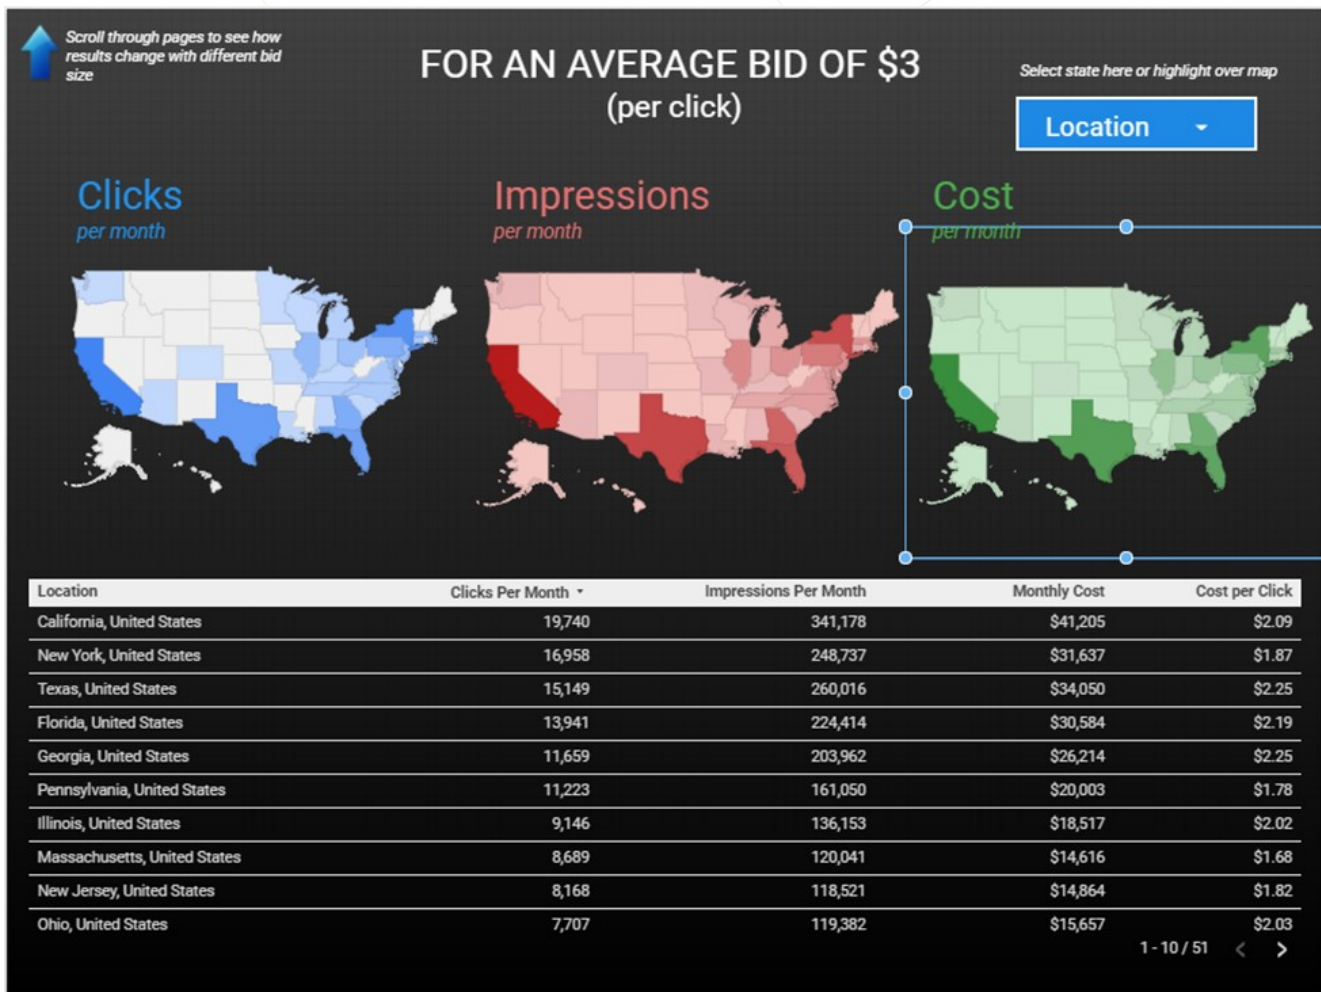 Scroll through pages to see how
results change with different bid
size
FOR AN AVERAGE BID OF $3
(per click)
Select state here or highlight over map
Location
Clicks
per month
Impressions
per month
Cost
per month
Location Clicks Per Month Impressions Per Month Monthly Cost Cost per Click
California, United States 19,740 341,178 $41,205 $2.09
New York, United States 16,958 248,737 $31,637 $1.87
Texas, United States 15,149 260,016 $34,050 $2.25
Florida, United States 13,941 224,414 $30,584 $2.19
Georgia, United States 11,659 203,962 $26,214 $2.25
Pennsylvania, United States 11,223 161,050 $20,003 $1.78
Illinois, United States 9,146 136,153 $18,517 $2.02
Massachusetts, United States 8,689 120,041 $14,616 $1.68
New Jersey, United States 8,168 118,521 $14,864 $1.82
Ohio, United States 7,707 119,382 $15,657 $2.03
1 - 10 / 51